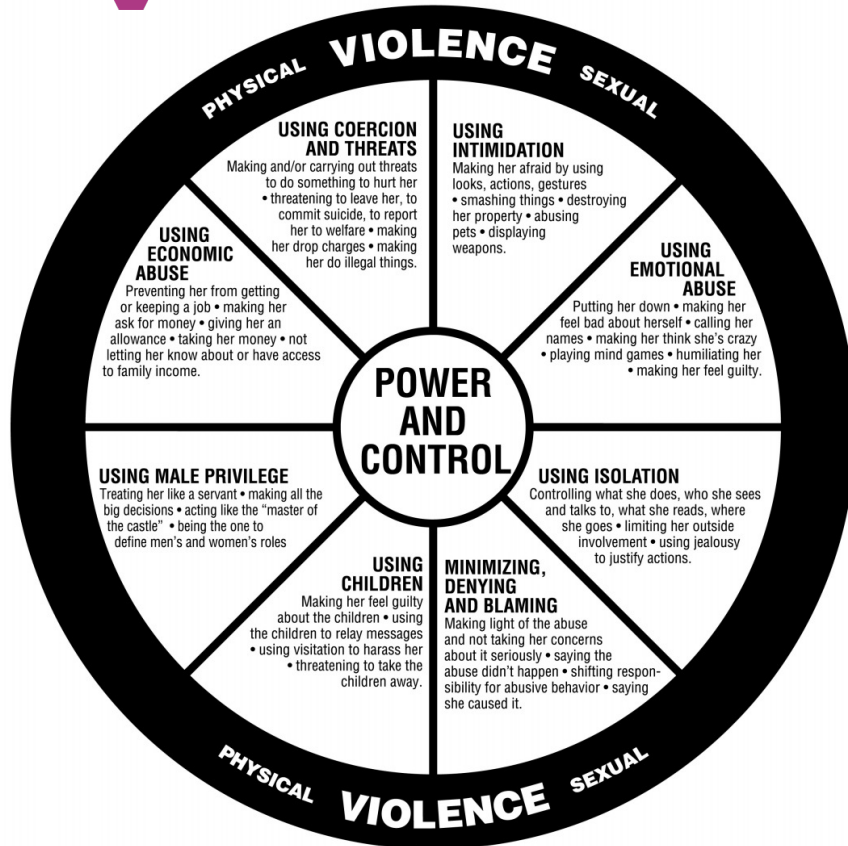 PHYSICAL VIOLENCE SEXUAL
USING COERCION
AND THREATS
Making and/or carrying out threats
to do something to hurt her
• threatening to leave her, to
commit suicide, to report
her to welfare • making
her drop charges • making
her do illegal things.
USING
INTIMIDATION
Making her afraid by using
looks, actions, gestures
• smashing things • destroying
her property • abusing
pets • displaying
weapons.
USING
ECONOMIC
ABUSE
Preventing her from getting
or keeping a job • making her
ask for money • giving her an
allowance • taking her money • not
letting her know about or have access
to family income.
USING
EMOTIONAL
ABUSE
Putting her down • making her
feel bad about herself • calling her
names • making her think she's crazy
• playing mind games • humiliating her
• making her feel guilty.
POWER
AND
CONTROL
USING MALE PRIVILEGE
Treating her like a servant • making all the
big decisions • acting like the “master of
the castle” • being the one to
define men's and women's roles
USING ISOLATION
Controlling what she does, who she sees
and talks to, what she reads, where
she goes • limiting her outside
involvement • using jealousy
to justify actions.
USING
CHILDREN
Making her feel guilty
about the children • using
the children to relay messages
• using visitation to harass her
• threatening to take the
children away.
MINIMIZING,
DENYING
AND BLAMING
Making light of the abuse
and not taking her concerns
about it seriously • saying the
abuse didn't happen • shifting respon-
sibility for abusive behavior • saying
she caused it.
PHYSICAL VIOLENCE SEXUAL